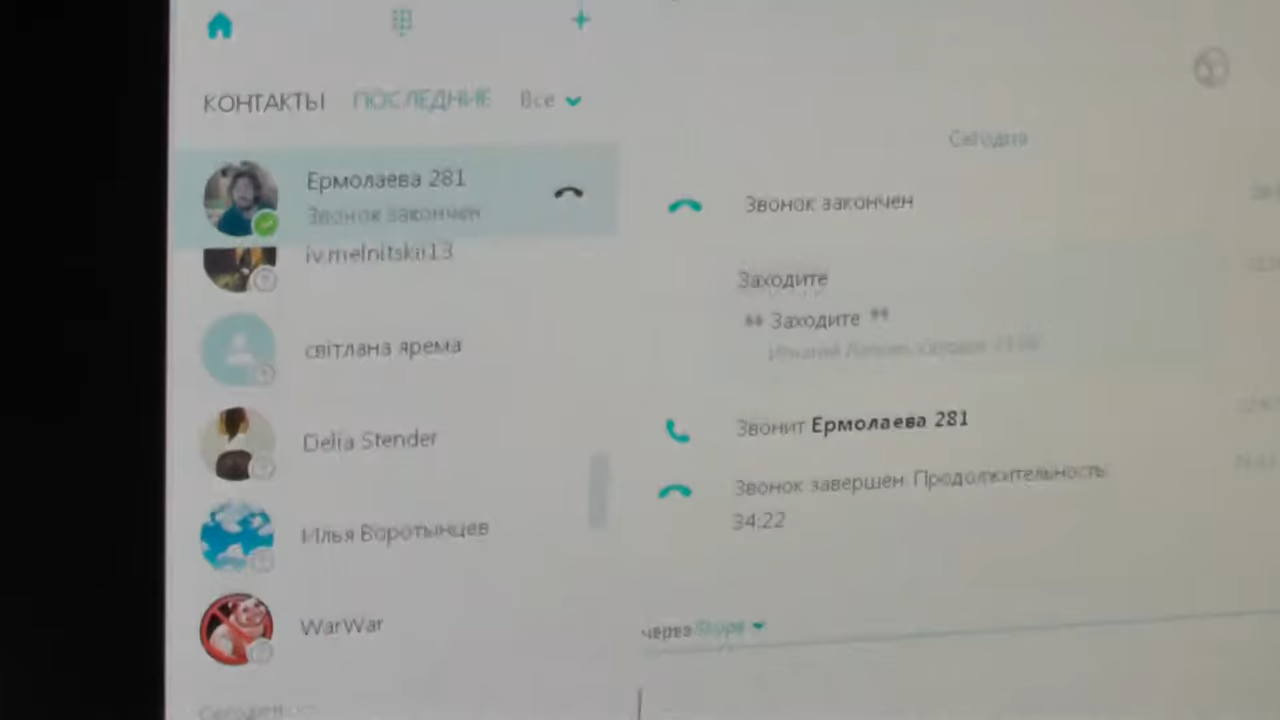 КОНТАКТЫ ПОСЛЕДНИЕ Все
Ермолаева 281
Звонок закончен
iv.melnitskii13
світлана ярема
Delia Stender
Илья Воротынцев
WarWar
Сегодня
Звонок закончен
Заходите
Заходите
Звонит Ермолаева 281
Звонок завершен Продолжительность
34:22
через Skype